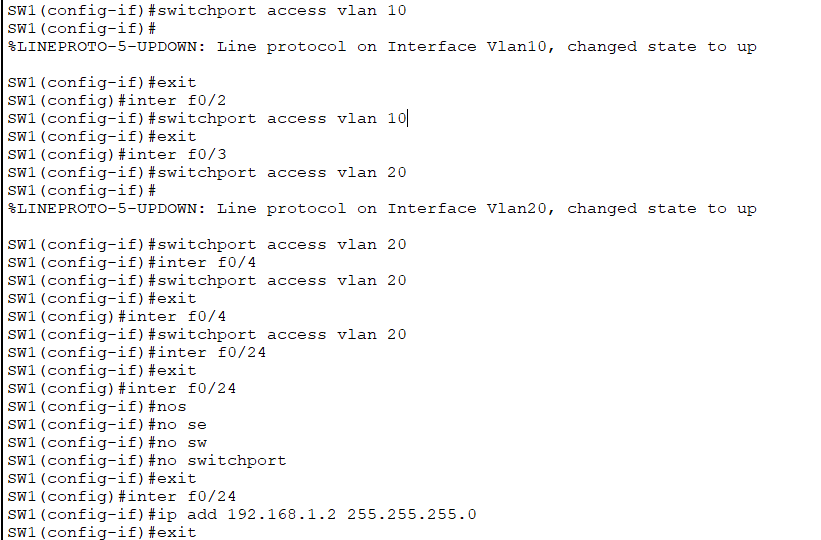 SW1(config-if)#switchport access vlan 10
SW1(config-if)#
%LINEPROTO-5-UPDOWN: Line protocol on Interface Vlan10, changed state to up
SW1(config-if)#exit
SW1(config)#inter f0/2
SW1(config-if)#switchport access vlan 10
SW1(config-if)#exit
SW1(config)#inter f0/3
SW1(config-if)#switchport access vlan 20
SW1(config-if)#
%LINEPROTO-5-UPDOWN: Line protocol on Interface Vlan20, changed state to up
SW1(config-if)#switchport access vlan 20
SW1(config-if)#inter f0/4
SW1(config-if)#switchport access vlan 20
SW1(config-if)#exit
SW1(config)#inter f0/4
SW1(config-if)#switchport access vlan 20
SW1(config-if)#inter f0/24
SW1(config-if)#exit
SW1(config)#inter f0/24
SW1(config-if)#nos
SW1(config-if)#no se
SW1(config-if)#no sw
SW1(config-if)#no switchport
SW1(config-if)#exit
SW1(config)#inter f0/24
SW1(config-if)#ip add 192.168.1.2 255.255.255.0
SW1(config-if)#exit